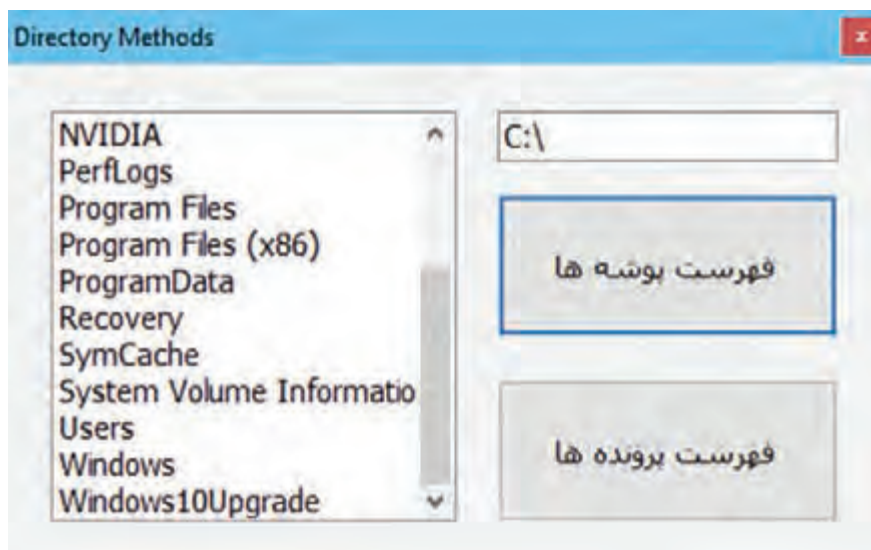 Directory Methods
NVIDIA
PerfLogs
Program Files
Program Files (x86)
ProgramData
Recovery
SymCache
System Volume Informatio
Users
Windows
Windows10Upgrade
C:\
فهرست پوشه ها
فهرست پرونده ها